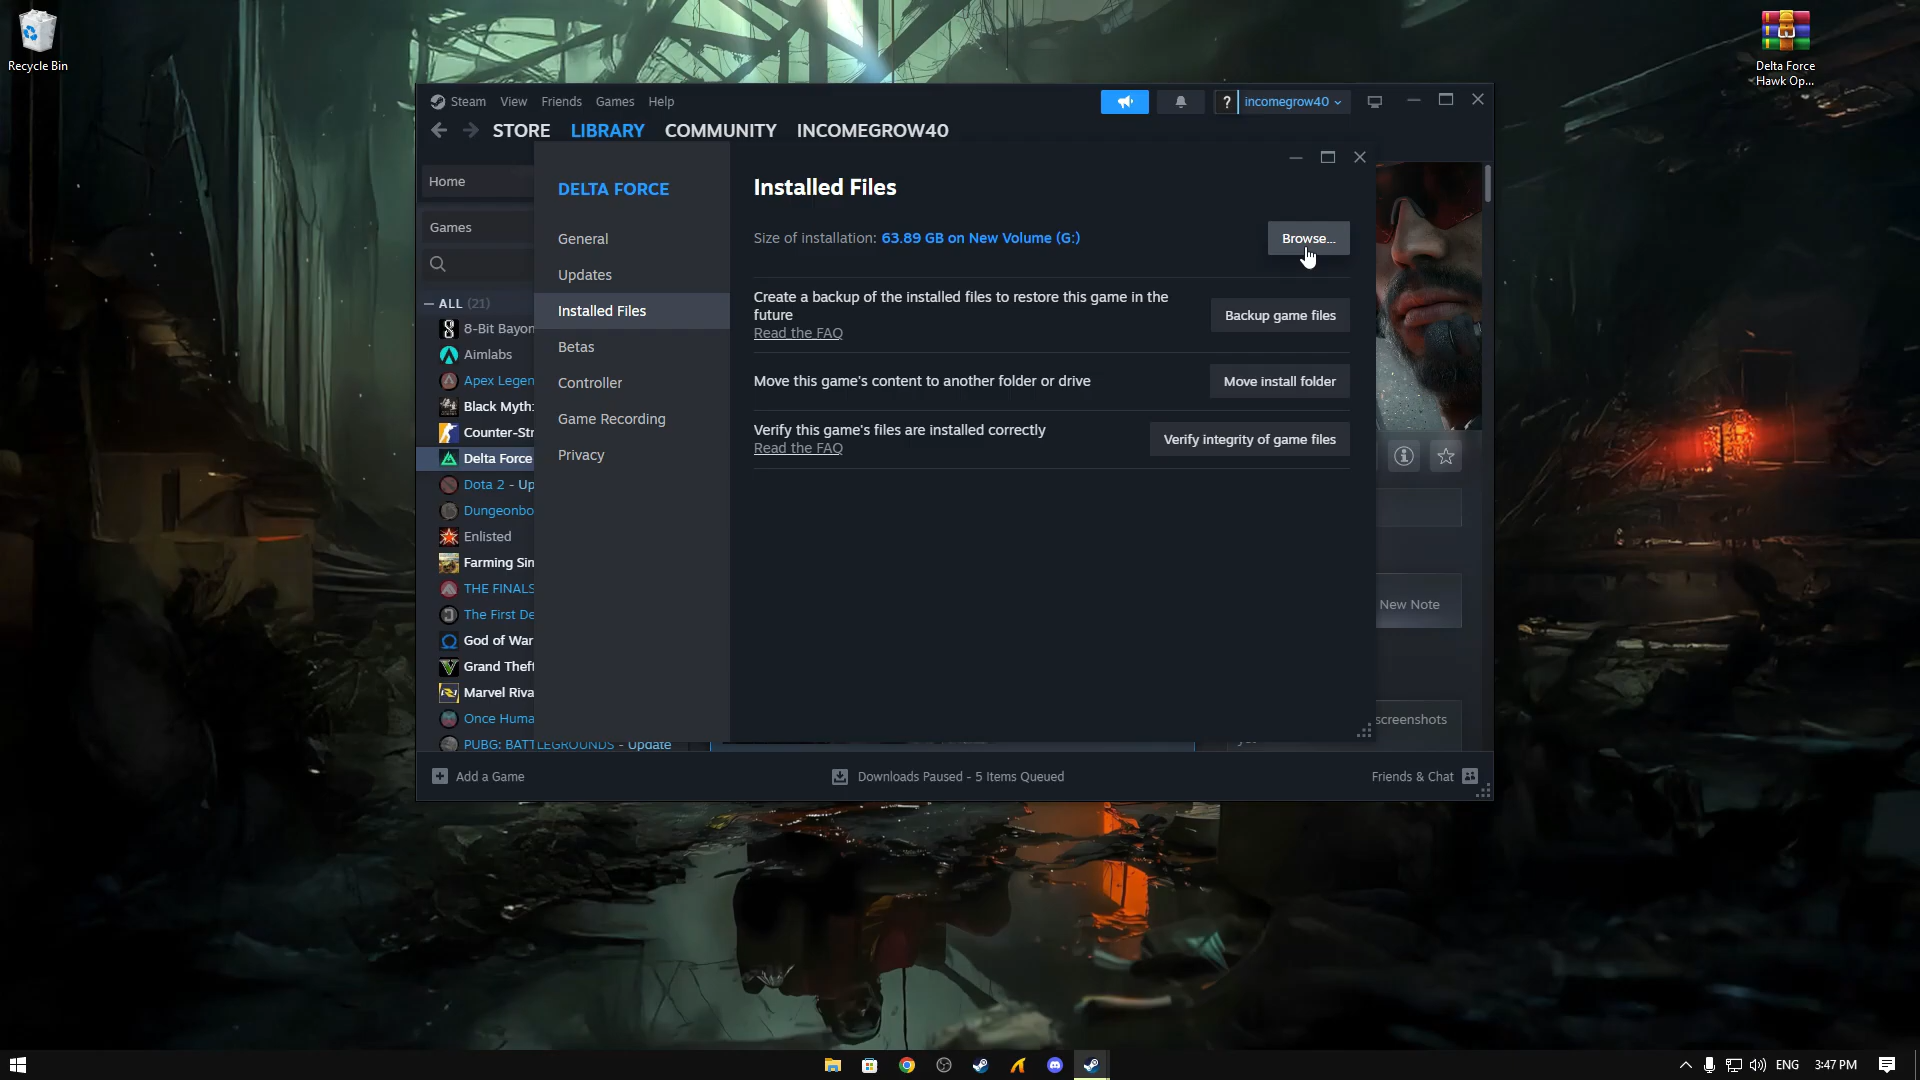 Recycle Bin
Delta Force
Hawk Op...
Steam View Friends Games Help
? incomegrow40
STORE LIBRARY COMMUNITY INCOMEGROW40
Home
Games
ALL (21)
8-Bit Bayon
Aimlabs
Apex Legen
Black Myth:
Counter-Str
Delta Force
Dota 2 - Up
Dungeonbo
Enlisted
Farming Sim
THE FINALS
The First De
God of War
Grand Theft
Marvel Riva
Once Huma
PUBG: BATTLEGROUNDS - Update
DELTA FORCE
General
Updates
Installed Files
Betas
Controller
Game Recording
Privacy
Installed Files
Size of installation: 63.89 GB on New Volume (G:)
Browse...
Create a backup of the installed files to restore this game in the
future
Read the FAQ
Backup game files
Move this game's content to another folder or drive
Move install folder
Verify this game's files are installed correctly
Read the FAQ
Verify integrity of game files
New Note
screenshots
Add a Game
Downloads Paused - 5 Items Queued
Friends & Chat
ENG
3:47 PM